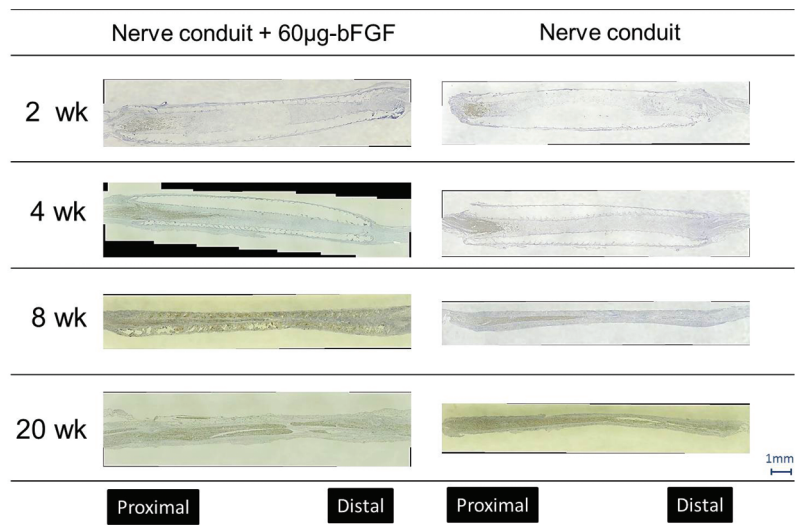 Nerve conduit + 60µg-bFGF Nerve conduit
2 wk
4 wk
8 wk
20 wk
1mm
Proximal Distal Proximal Distal